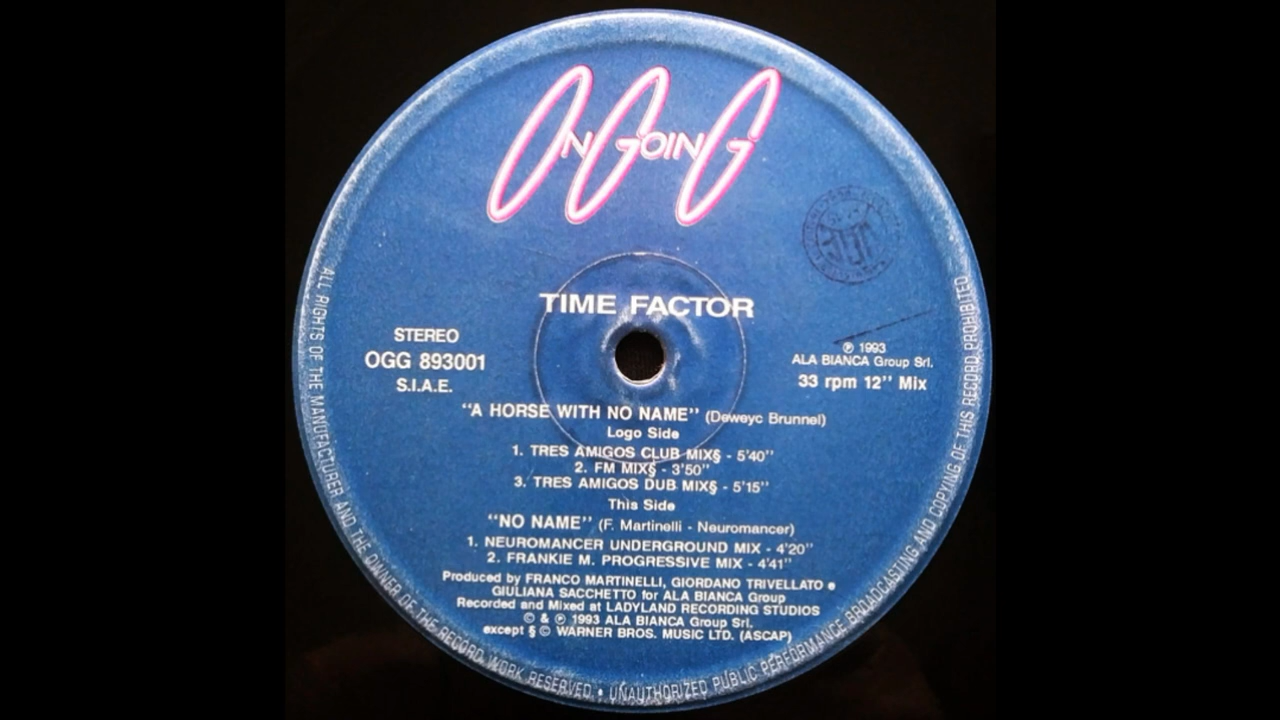 OnGoinG
TIME FACTOR
STEREO
OGG 893001
S.I.A.E.
℗ 1993
ALA BIANCA Group Srl.
33 rpm 12'' Mix
“A HORSE WITH NO NAME” (Deweyc Brunnel)
Logo Side
1. TRES AMIGOS CLUB MIX§ - 5'40''
2. FM MIX§ - 3'50''
3. TRES AMIGOS DUB MIX§ - 5'15''
This Side
“NO NAME” (F. Martinelli - Neuromancer)
1. NEUROMANCER UNDERGROUND MIX - 4'20''
2. FRANKIE M. PROGRESSIVE MIX - 4'41''
Produced by FRANCO MARTINELLI, GIORDANO TRIVELLATO e
GIULIANA SACCHETTO for ALA BIANCA Group
Recorded and Mixed at LADYLAND RECORDING STUDIOS
© & ℗ 1993 ALA BIANCA Group Srl.
except § © WARNER BROS. MUSIC LTD. (ASCAP)
ALL RIGHTS OF THE MANUFACTURER AND THE OWNER OF THE RECORD WORK RESERVED • UNAUTHORIZED PUBLIC PERFORMANCE BROADCASTING AND COPYING OF THIS RECORD PROHIBITED